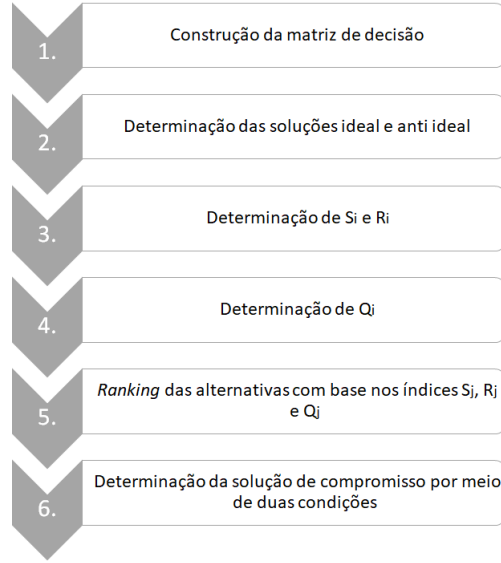 1.
Construção da matriz de decisão
2.
Determinação das soluções ideal e anti ideal
3.
Determinação de Si e Ri
4.
Determinação de Qi
5.
Ranking das alternativas com base nos índices Sj, Rj
e Qj
6.
Determinação da solução de compromisso por meio
de duas condições